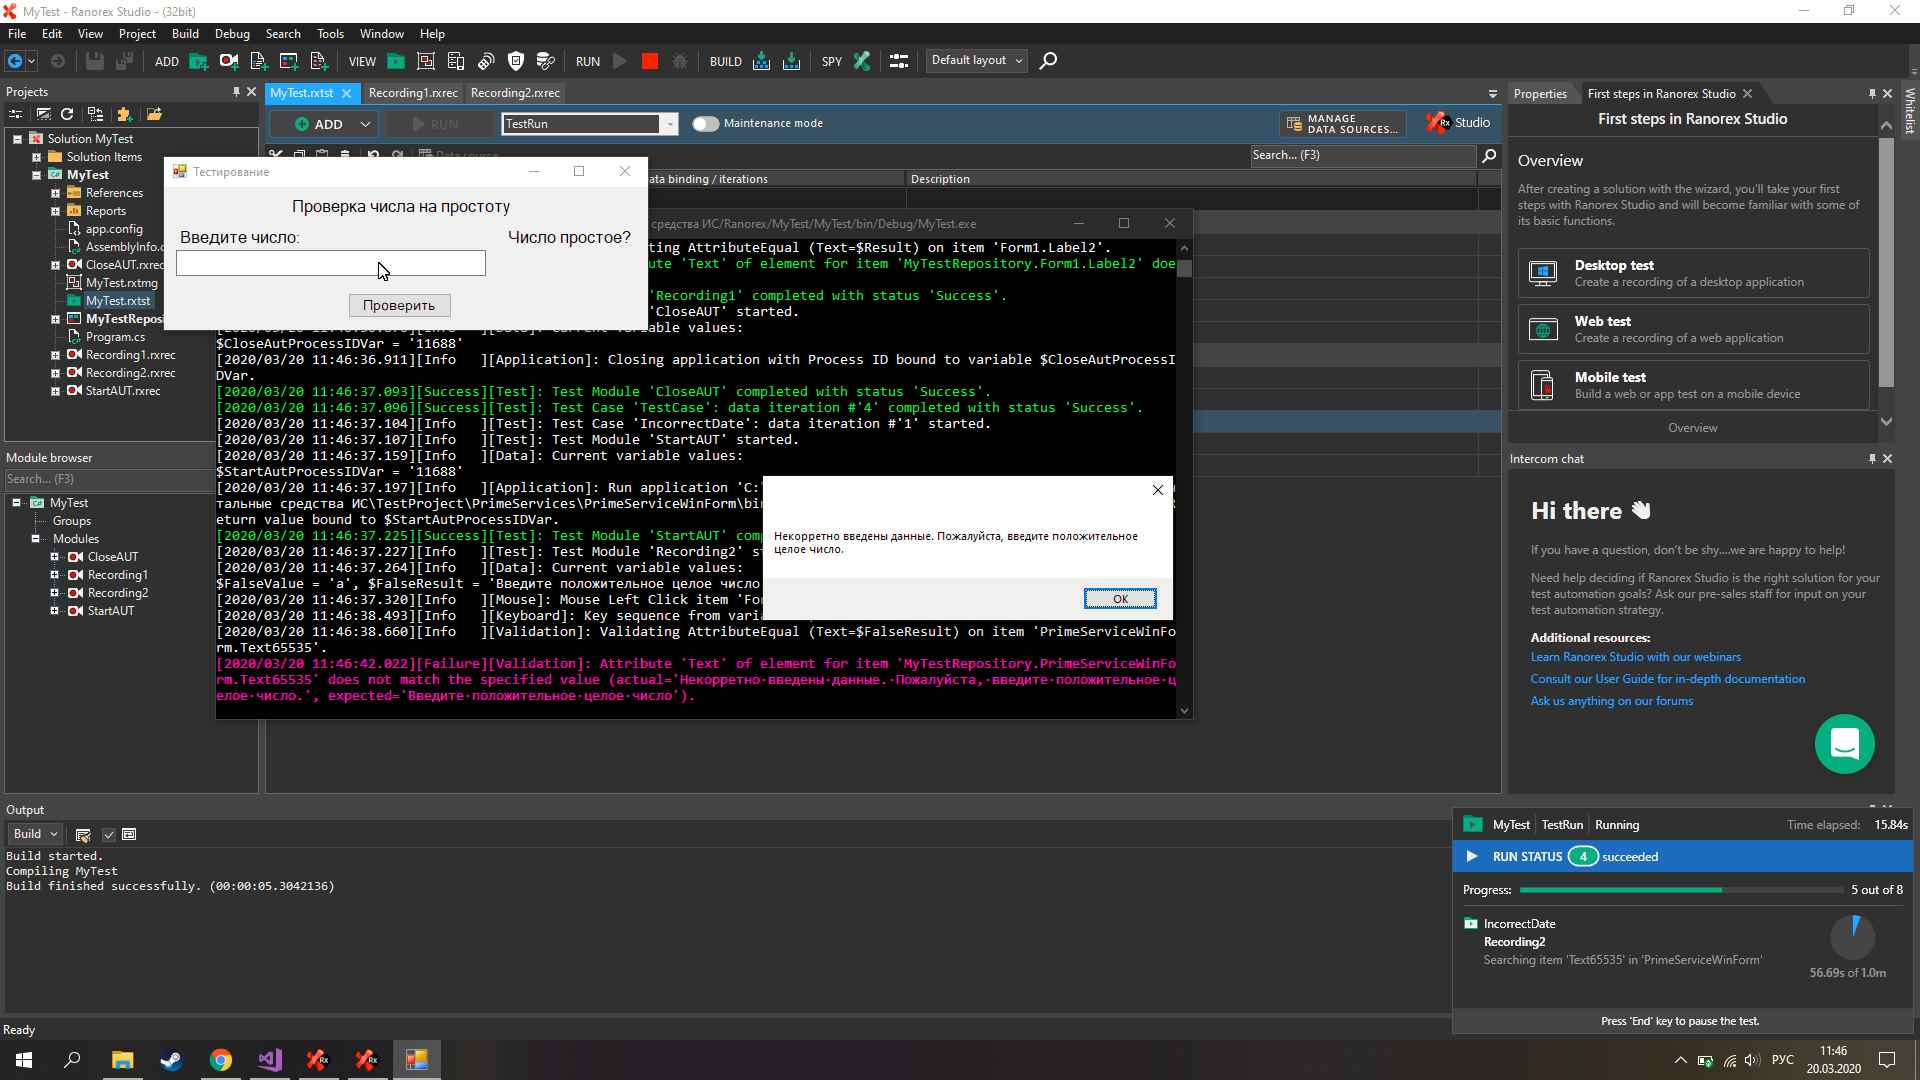 MyTest - Ranorex Studio - (32bit)
File Edit View Project Build Debug Search Tools Window Help
ADD VIEW RUN BUILD SPY Default layout
Projects
Solution MyTest
Solution Items
MyTest
References
Reports
app.config
AssemblyInfo.c
CloseAUT.rxrec
MyTest.rxtmg
MyTest.rxtst
MyTestReposi
Program.cs
Recording1.rxrec
Recording2.rxrec
StartAUT.rxrec
Module browser
Search... (F3)
MyTest
Groups
Modules
CloseAUT
Recording1
Recording2
StartAUT
MyTest.rxtst Recording1.rxrec Recording2.rxrec
ADD RUN TestRun Maintenance mode MANAGE
DATA SOURCES... Studio
Data source
Search... (F3)
ata binding / iterations Description
Тестирование
Проверка числа на простоту
Введите число: Число простое?
Проверить
средства ИС/Ranorex/MyTest/MyTest/bin/Debug/MyTest.exe
ting AttributeEqual (Text=$Result) on item 'Form1.Label2'.
ute 'Text' of element for item 'MyTestRepository.Form1.Label2' doe
'Recording1' completed with status 'Success'.
'CloseAUT' started.
variable values:
$CloseAutProcessIDVar = '11688'
[2020/03/20 11:46:36.911][Info   ][Application]: Closing application with Process ID bound to variable $CloseAutProcessI
DVar.
[2020/03/20 11:46:37.093][Success][Test]: Test Module 'CloseAUT' completed with status 'Success'.
[2020/03/20 11:46:37.096][Success][Test]: Test Case 'TestCase': data iteration #'4' completed with status 'Success'.
[2020/03/20 11:46:37.104][Info   ][Test]: Test Case 'IncorrectDate': data iteration #'1' started.
[2020/03/20 11:46:37.107][Info   ][Test]: Test Module 'StartAUT' started.
[2020/03/20 11:46:37.159][Info   ][Data]: Current variable values:
$StartAutProcessIDVar = '11688'
[2020/03/20 11:46:37.197][Info   ][Application]: Run application 'C:
тальные средства ИС\TestProject\PrimeServices\PrimeServiceWinForm\bi
eturn value bound to $StartAutProcessIDVar.
[2020/03/20 11:46:37.225][Success][Test]: Test Module 'StartAUT' com
[2020/03/20 11:46:37.227][Info   ][Test]: Test Module 'Recording2' s
[2020/03/20 11:46:37.264][Info   ][Data]: Current variable values:
$FalseValue = 'a', $FalseResult = 'Введите положительное целое число
[2020/03/20 11:46:37.320][Info   ][Mouse]: Mouse Left Click item 'Fo
[2020/03/20 11:46:38.493][Info   ][Keyboard]: Key sequence from vari
[2020/03/20 11:46:38.660][Info   ][Validation]: Validating AttributeEqual (Text=$FalseResult) on item 'PrimeServiceWinFo
rm.Text65535'.
[2020/03/20 11:46:42.022][Failure][Validation]: Attribute 'Text' of element for item 'MyTestRepository.PrimeServiceWinFo
rm.Text65535' does not match the specified value (actual='Некорретно·введены·данные.·Пожалуйста,·введите·положительное·ц
елое·число.', expected='Введите·положительное·целое·число').
Некорретно введены данные. Пожалуйста, введите положительное
целое число.
OK
Properties First steps in Ranorex Studio
Whitelist
First steps in Ranorex Studio
Overview
After creating a solution with the wizard, you'll take your first
steps with Ranorex Studio and will become familiar with some of
its basic functions.
Desktop test
Create a recording of a desktop application
Web test
Create a recording of a web application
Mobile test
Build a web or app test on a mobile device
Overview
Intercom chat
Hi there
If you have a question, don't be shy....we are happy to help!
Need help deciding if Ranorex Studio is the right solution for your
test automation goals? Ask our pre-sales staff for input on your
test automation strategy.
Additional resources:
Learn Ranorex Studio with our webinars
Consult our User Guide for in-depth documentation
Ask us anything on our forums
Output
Build
Build started.
Compiling MyTest
Build finished successfully. (00:00:05.3042136)
MyTest TestRun Running Time elapsed: 15.84s
RUN STATUS 4 succeeded
Progress: 5 out of 8
IncorrectDate
Recording2
Searching item 'Text65535' in 'PrimeServiceWinForm'
56.69s of 1.0m
Press 'End' key to pause the test.
Ready
РУС
11:46
20.03.2020